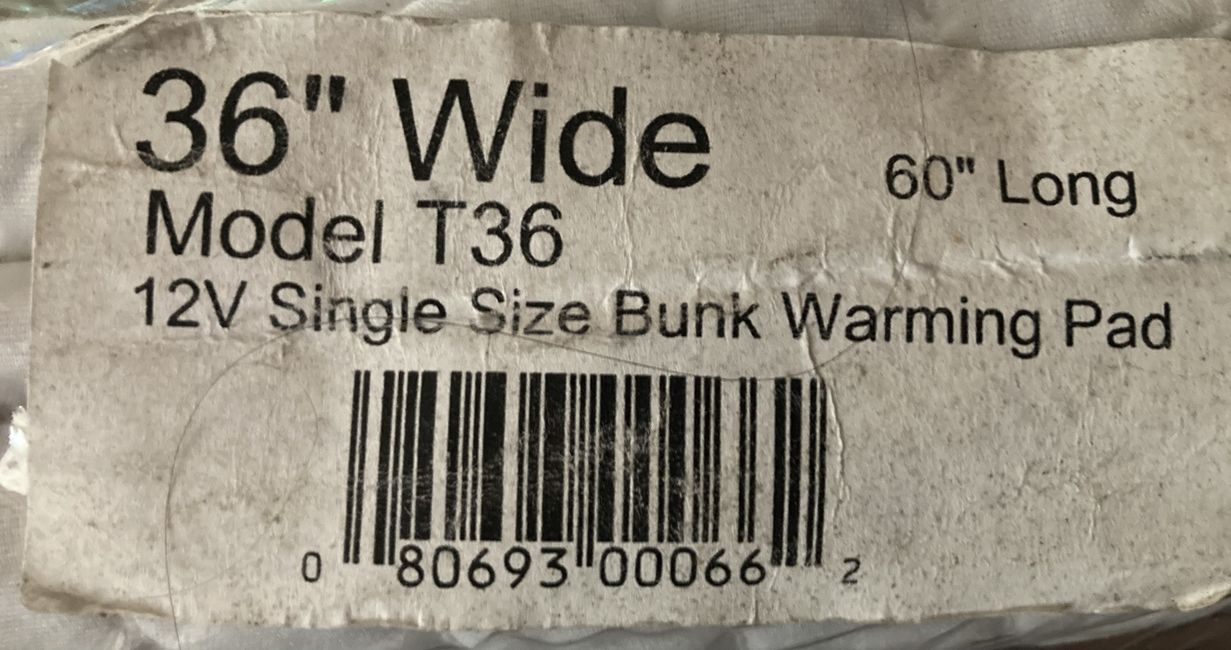 36" Wide
60" Long
Model T36
12V Single Size Bunk Warming Pad
0 80693 00066 2